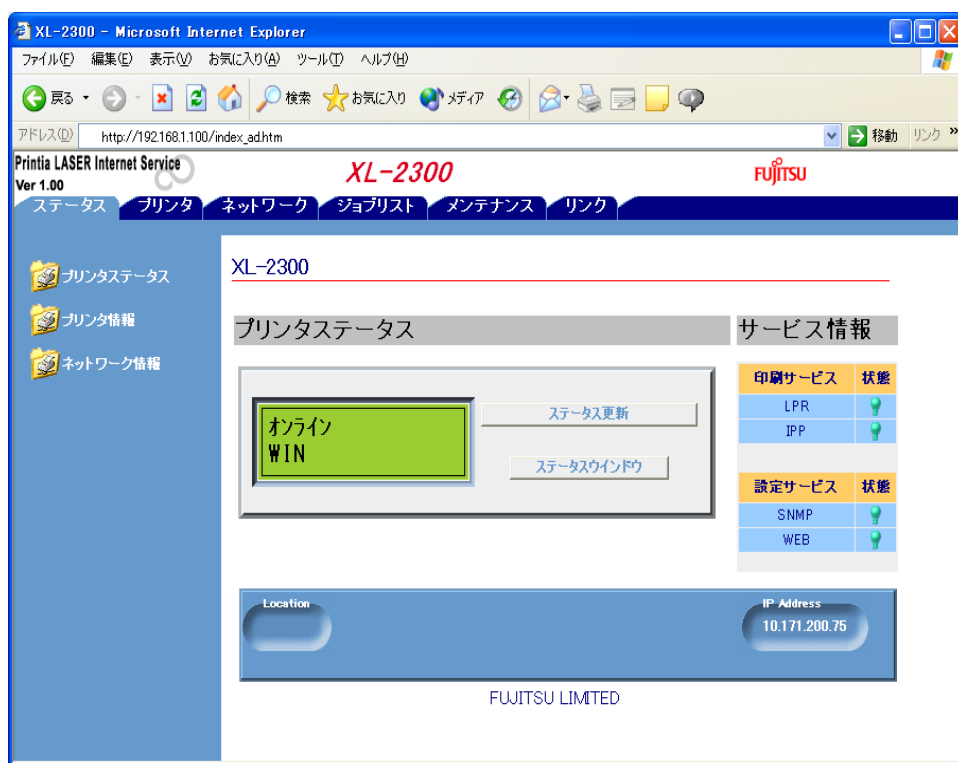 XL-2300 - Microsoft Internet Explorer
ファイル(F) 編集(E) 表示(V) お気に入り(A) ツール(T) ヘルプ(H)
戻る 検索 お気に入り メディア
アドレス(D) http://192.168.1.100/index_ad.htm 移動 リンク »
Printia LASER Internet Service
Ver 1.00
XL-2300
FUJITSU
ステータス プリンタ ネットワーク ジョブリスト メンテナンス リンク
プリンタステータス
プリンタ情報
ネットワーク情報
XL-2300
プリンタステータス
オンライン
WIN
ステータス更新
ステータスウインドウ
サービス情報
印刷サービス 状態
LPR
IPP
設定サービス 状態
SNMP
WEB
Location
IP Address
10.171.200.75
FUJITSU LIMITED